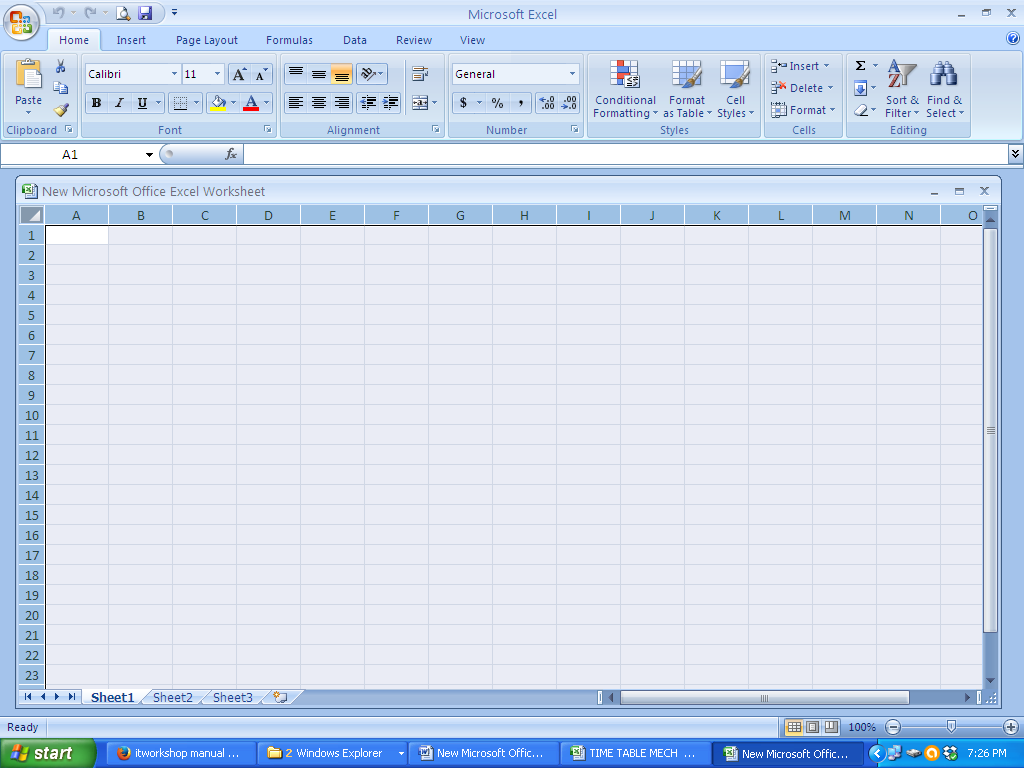 Microsoft Excel
Home Insert Page Layout Formulas Data Review View
Calibri 11 General
Paste
B I U $ % , .0 .00 .00 .0
Conditional Formatting
Format as Table
Cell Styles
Insert
Delete
Format
Σ
Sort & Filter
Find & Select
Clipboard Font Alignment Number Styles Cells Editing
A1 fx
New Microsoft Office Excel Worksheet
A B C D E F G H I J K L M N O
1
2
3
4
5
6
7
8
9
10
11
12
13
14
15
16
17
18
19
20
21
22
23
Sheet1 Sheet2 Sheet3
Ready 100%
start itworkshop manual ... 2 Windows Explorer New Microsoft Offic... TIME TABLE MECH ... New Microsoft Offic... 7:26 PM